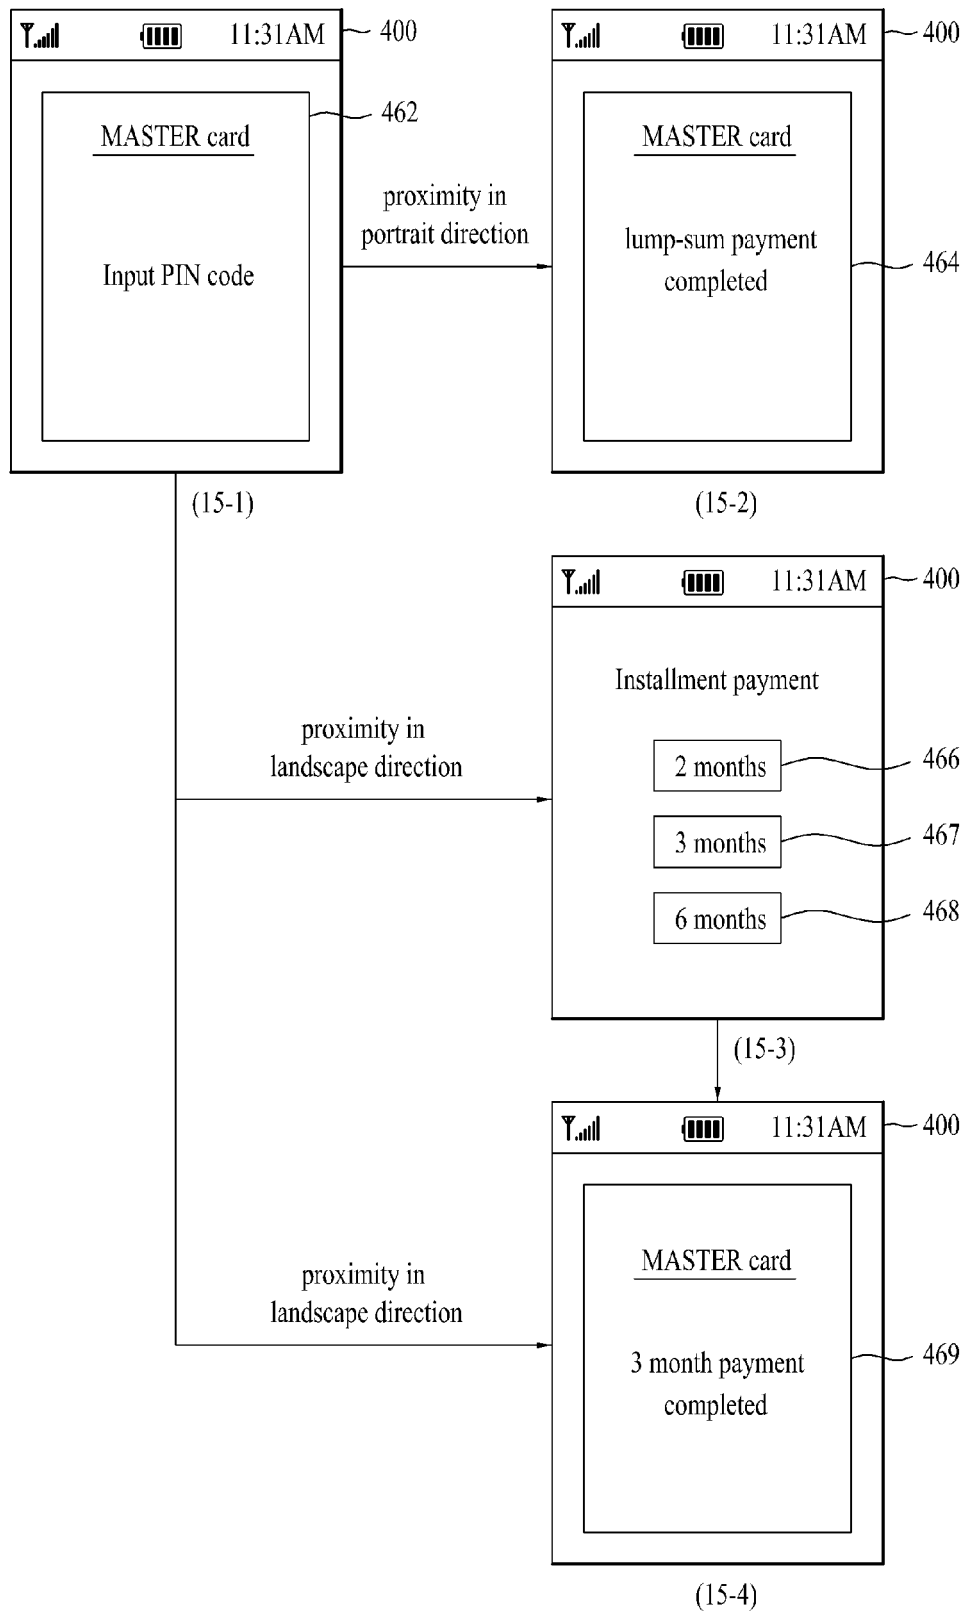 11:31AM
400
462
MASTER card
Input PIN code
(15-1)
proximity in
portrait direction
11:31AM
400
MASTER card
lump-sum payment
completed
464
(15-2)
proximity in
landscape direction
11:31AM
400
Installment payment
2 months
466
3 months
467
6 months
468
(15-3)
proximity in
landscape direction
11:31AM
400
MASTER card
3 month payment
completed
469
(15-4)